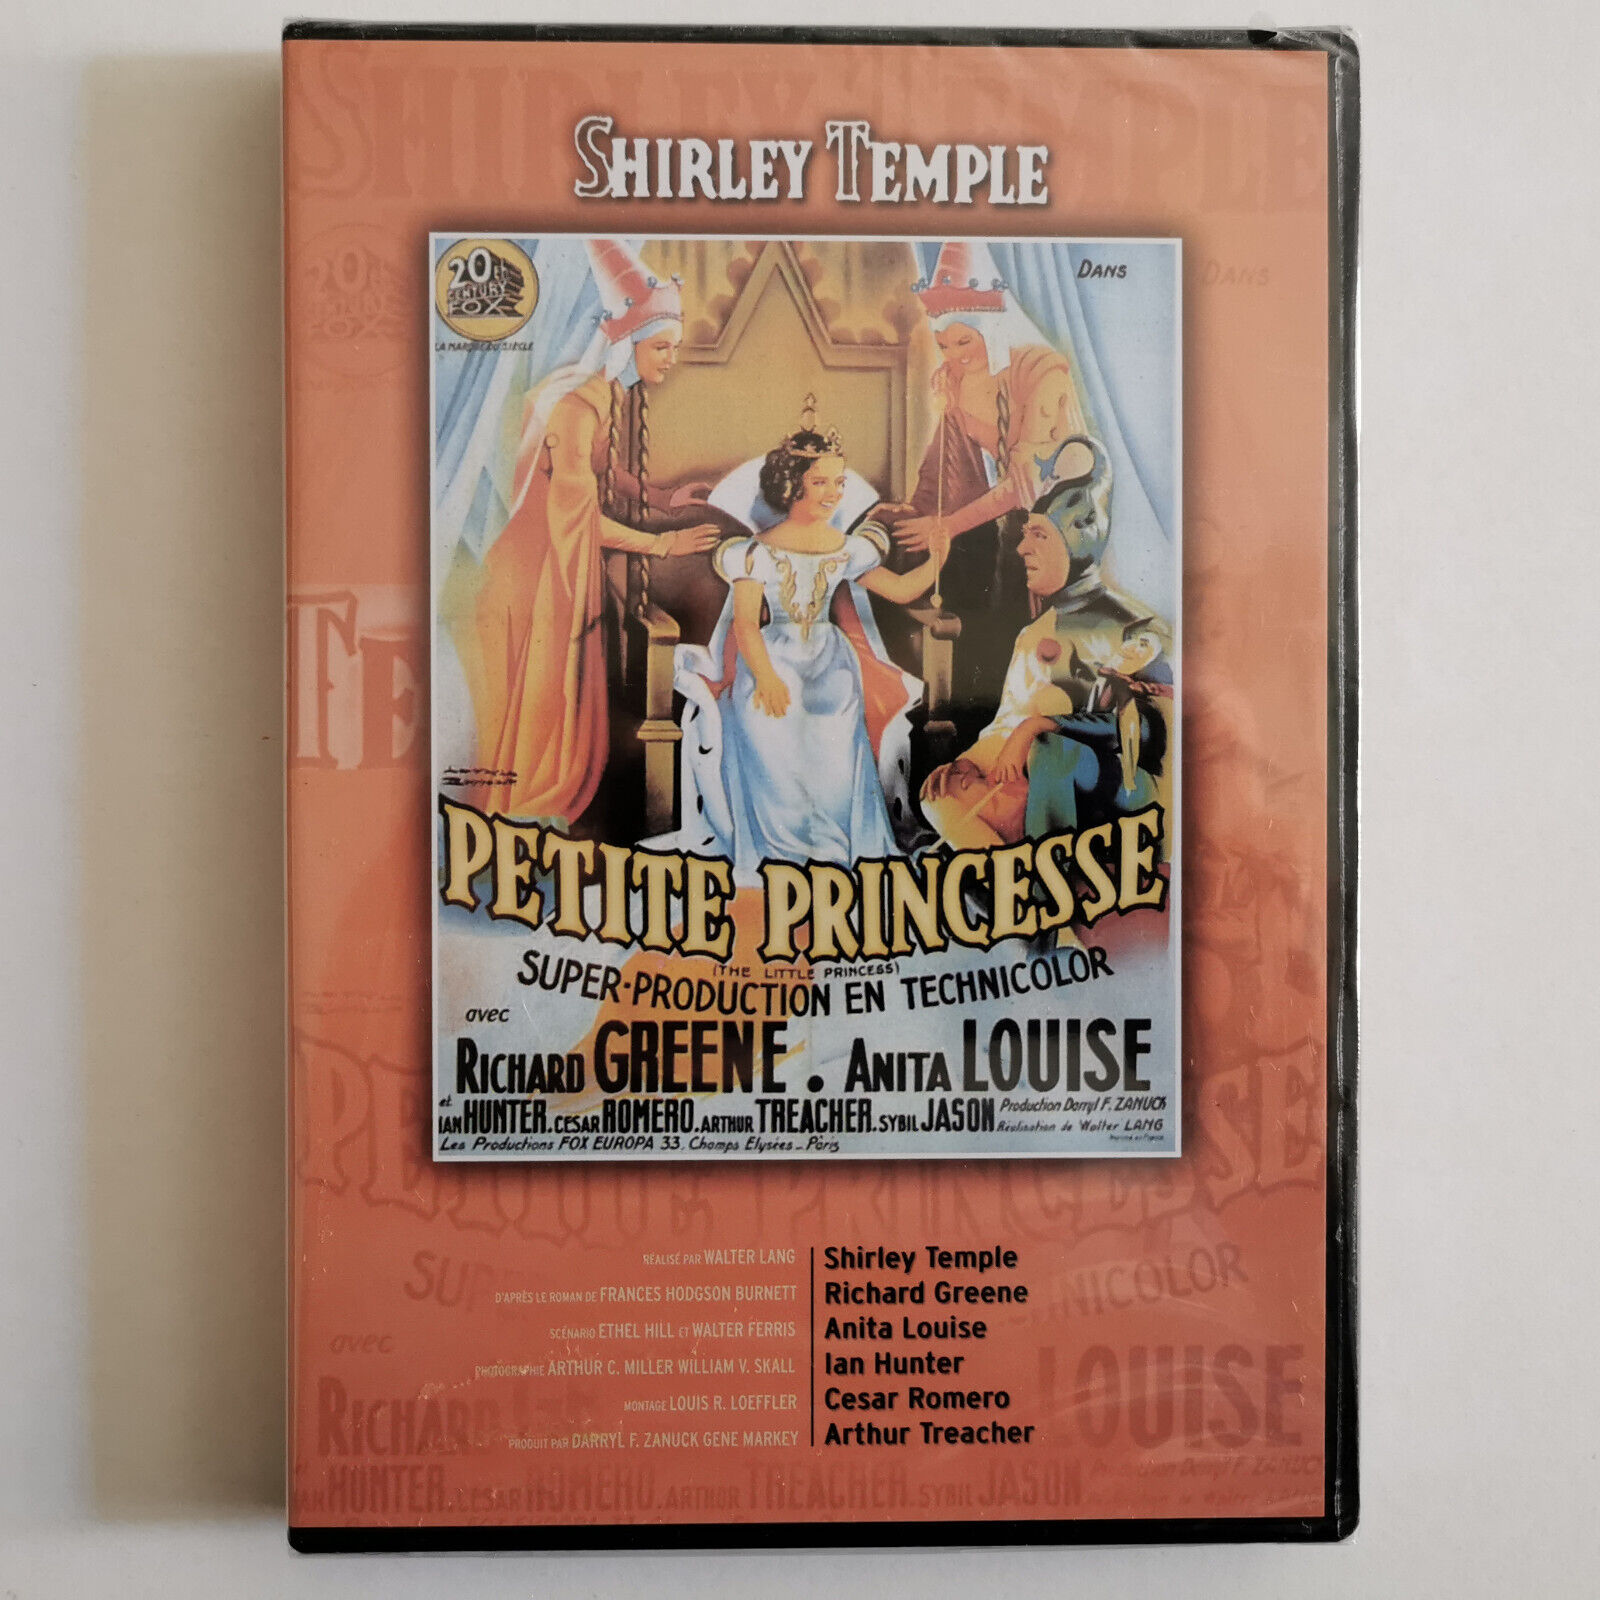 SHIRLEY TEMPLE
20th
CENTURY
FOX
LA MARQUE DU SIÈCLE
DANS
PETITE PRINCESSE
(THE LITTLE PRINCESS)
SUPER-PRODUCTION EN TECHNICOLOR
avec
RICHARD GREENE. ANITA LOUISE
et
IAN HUNTER. CESAR ROMERO. ARTHUR TREACHER. SYBIL JASON
Production Darryl F. ZANUCK
Réalisation de Walter LANG
Les Productions FOX EUROPA 33, Champs Elysées - Paris
RÉALISÉ PAR WALTER LANG
D'APRÈS LE ROMAN DE FRANCES HODGSON BURNETT
SCÉNARIO ETHEL HILL ET WALTER FERRIS
PHOTOGRAPHIE ARTHUR C. MILLER WILLIAM V. SKALL
MONTAGE LOUIS R. LOEFFLER
PRODUIT PAR DARRYL F. ZANUCK GENE MARKEY
Shirley Temple
Richard Greene
Anita Louise
Ian Hunter
Cesar Romero
Arthur Treacher